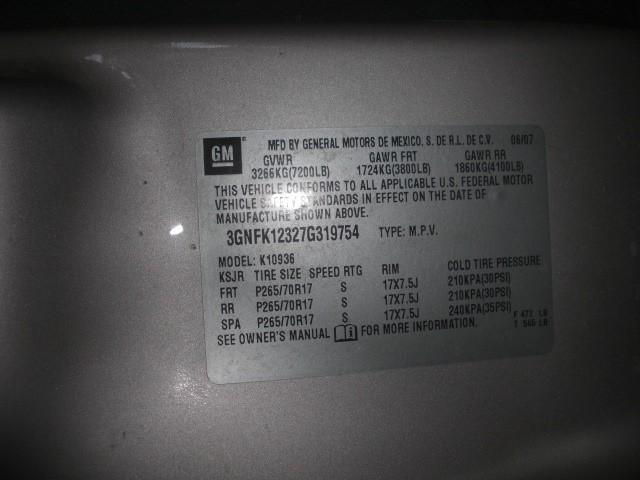 GM
MFD BY GENERAL MOTORS DE MEXICO, S. DE R.L. DE C.V. 06/07
GVWR GAWR FRT GAWR RR
3266KG(7200LB) 1724KG(3800LB) 1860KG(4100LB)
THIS VEHICLE CONFORMS TO ALL APPLICABLE U.S. FEDERAL MOTOR
VEHICLE SAFETY STANDARDS IN EFFECT ON THE DATE OF
MANUFACTURE SHOWN ABOVE.
3GNFK12327G319754 TYPE: M.P.V.
MODEL: K10936
KSJR TIRE SIZE SPEED RTG RIM COLD TIRE PRESSURE
FRT P265/70R17 S 17X7.5J 210KPA(30PSI)
RR P265/70R17 S 17X7.5J 210KPA(30PSI)
SPA P265/70R17 S 17X7.5J 240KPA(35PSI)
SEE OWNER'S MANUAL FOR MORE INFORMATION.
F 472 LB
T 565 LB